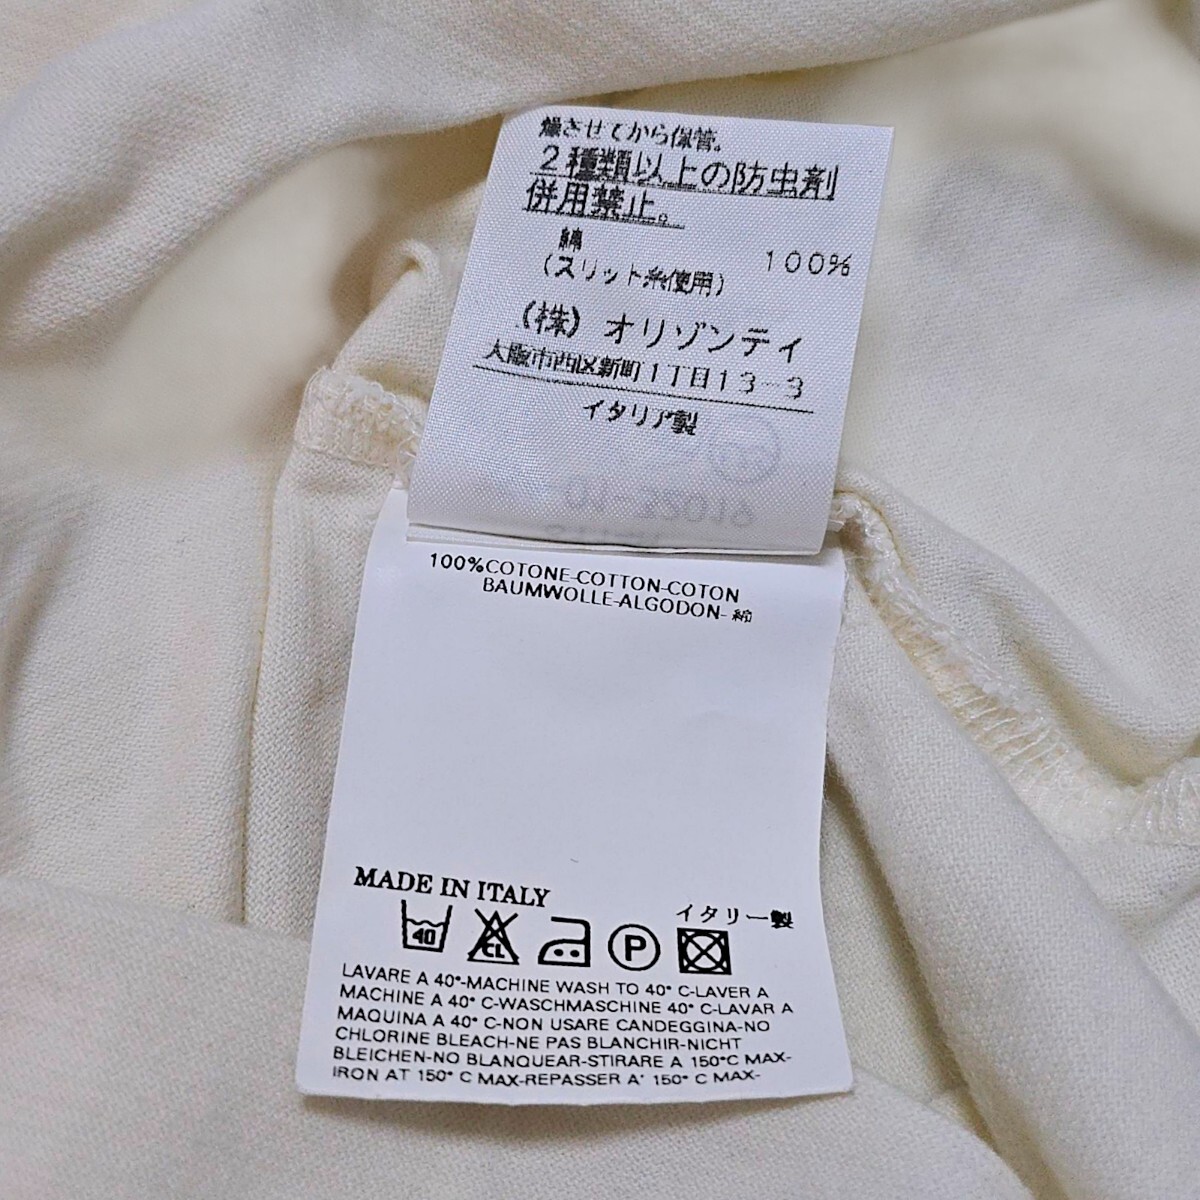 燥させてから保管。
２種類以上の防虫剤
併用禁止。
綿 100%
(スリット糸使用)
(株) オリゾンティ
大阪市西区新町1丁目13-3
イタリア製
100%COTONE-COTTON-COTON
BAUMWOLLE-ALGODON-綿
MADE IN ITALY
イタリー製
40 CL P
LAVARE A 40°-MACHINE WASH TO 40° C-LAVER A
MACHINE A 40° C-WASCHMASCHINE 40° C-LAVAR A
MAQUINA A 40° C-NON USARE CANDEGGINA-NO
CHLORINE BLEACH-NE PAS BLANCHIR-NICHT
BLEICHEN-NO BLANQUEAR-STIRARE A 150°C MAX-
IRON AT 150° C MAX-REPASSER A' 150° C MAX-